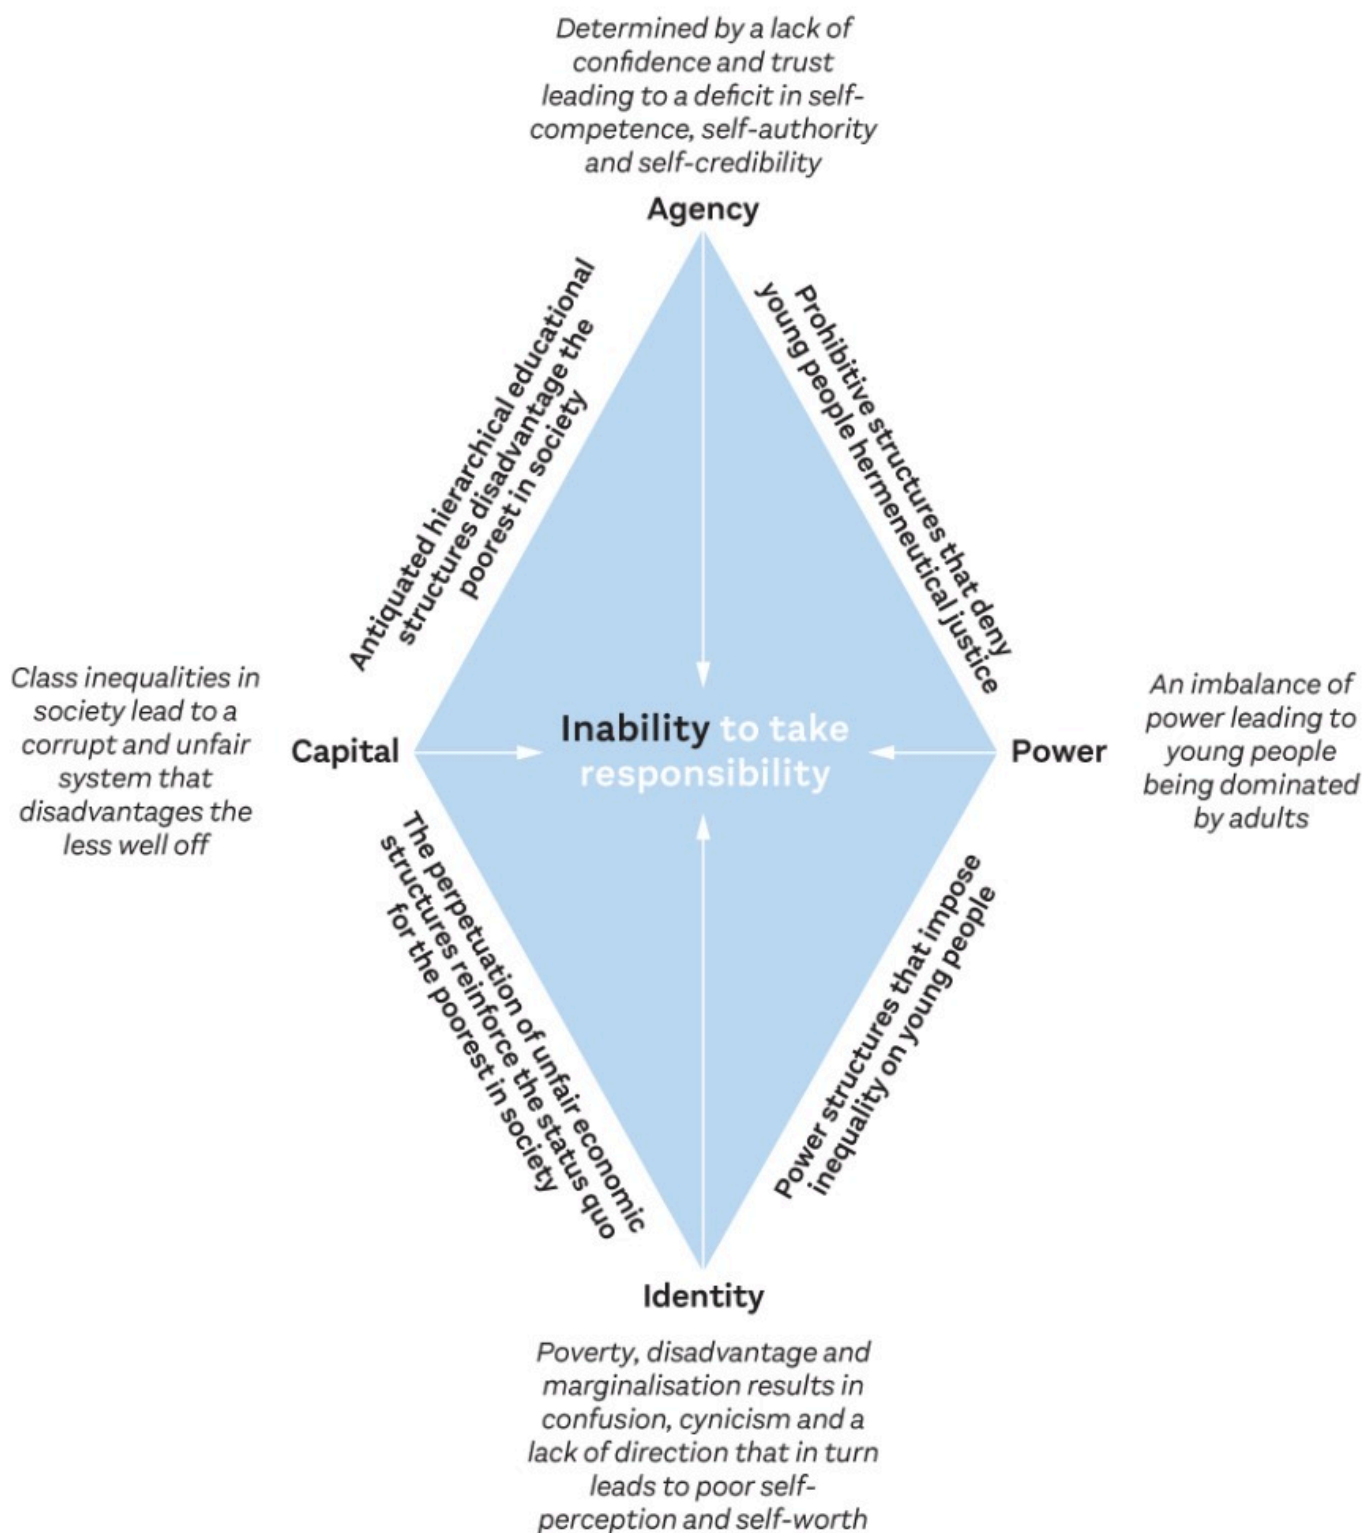 Determined by a lack of
confidence and trust
leading to a deficit in self-
competence, self-authority
and self-credibility
Agency
Antiquated hierarchical educational
structures disadvantage the
poorest in society
Prohibitive structures that deny
young people hermeneutical justice
Class inequalities in
society lead to a
corrupt and unfair
system that
disadvantages the
less well off
Capital
Inability to take
responsibility
Power
An imbalance of
power leading to
young people
being dominated
by adults
The perpetuation of unfair economic
structures reinforce the status quo
for the poorest in society
Power structures that impose
inequality on young people
Identity
Poverty, disadvantage and
marginalisation results in
confusion, cynicism and a
lack of direction that in turn
leads to poor self-
perception and self-worth